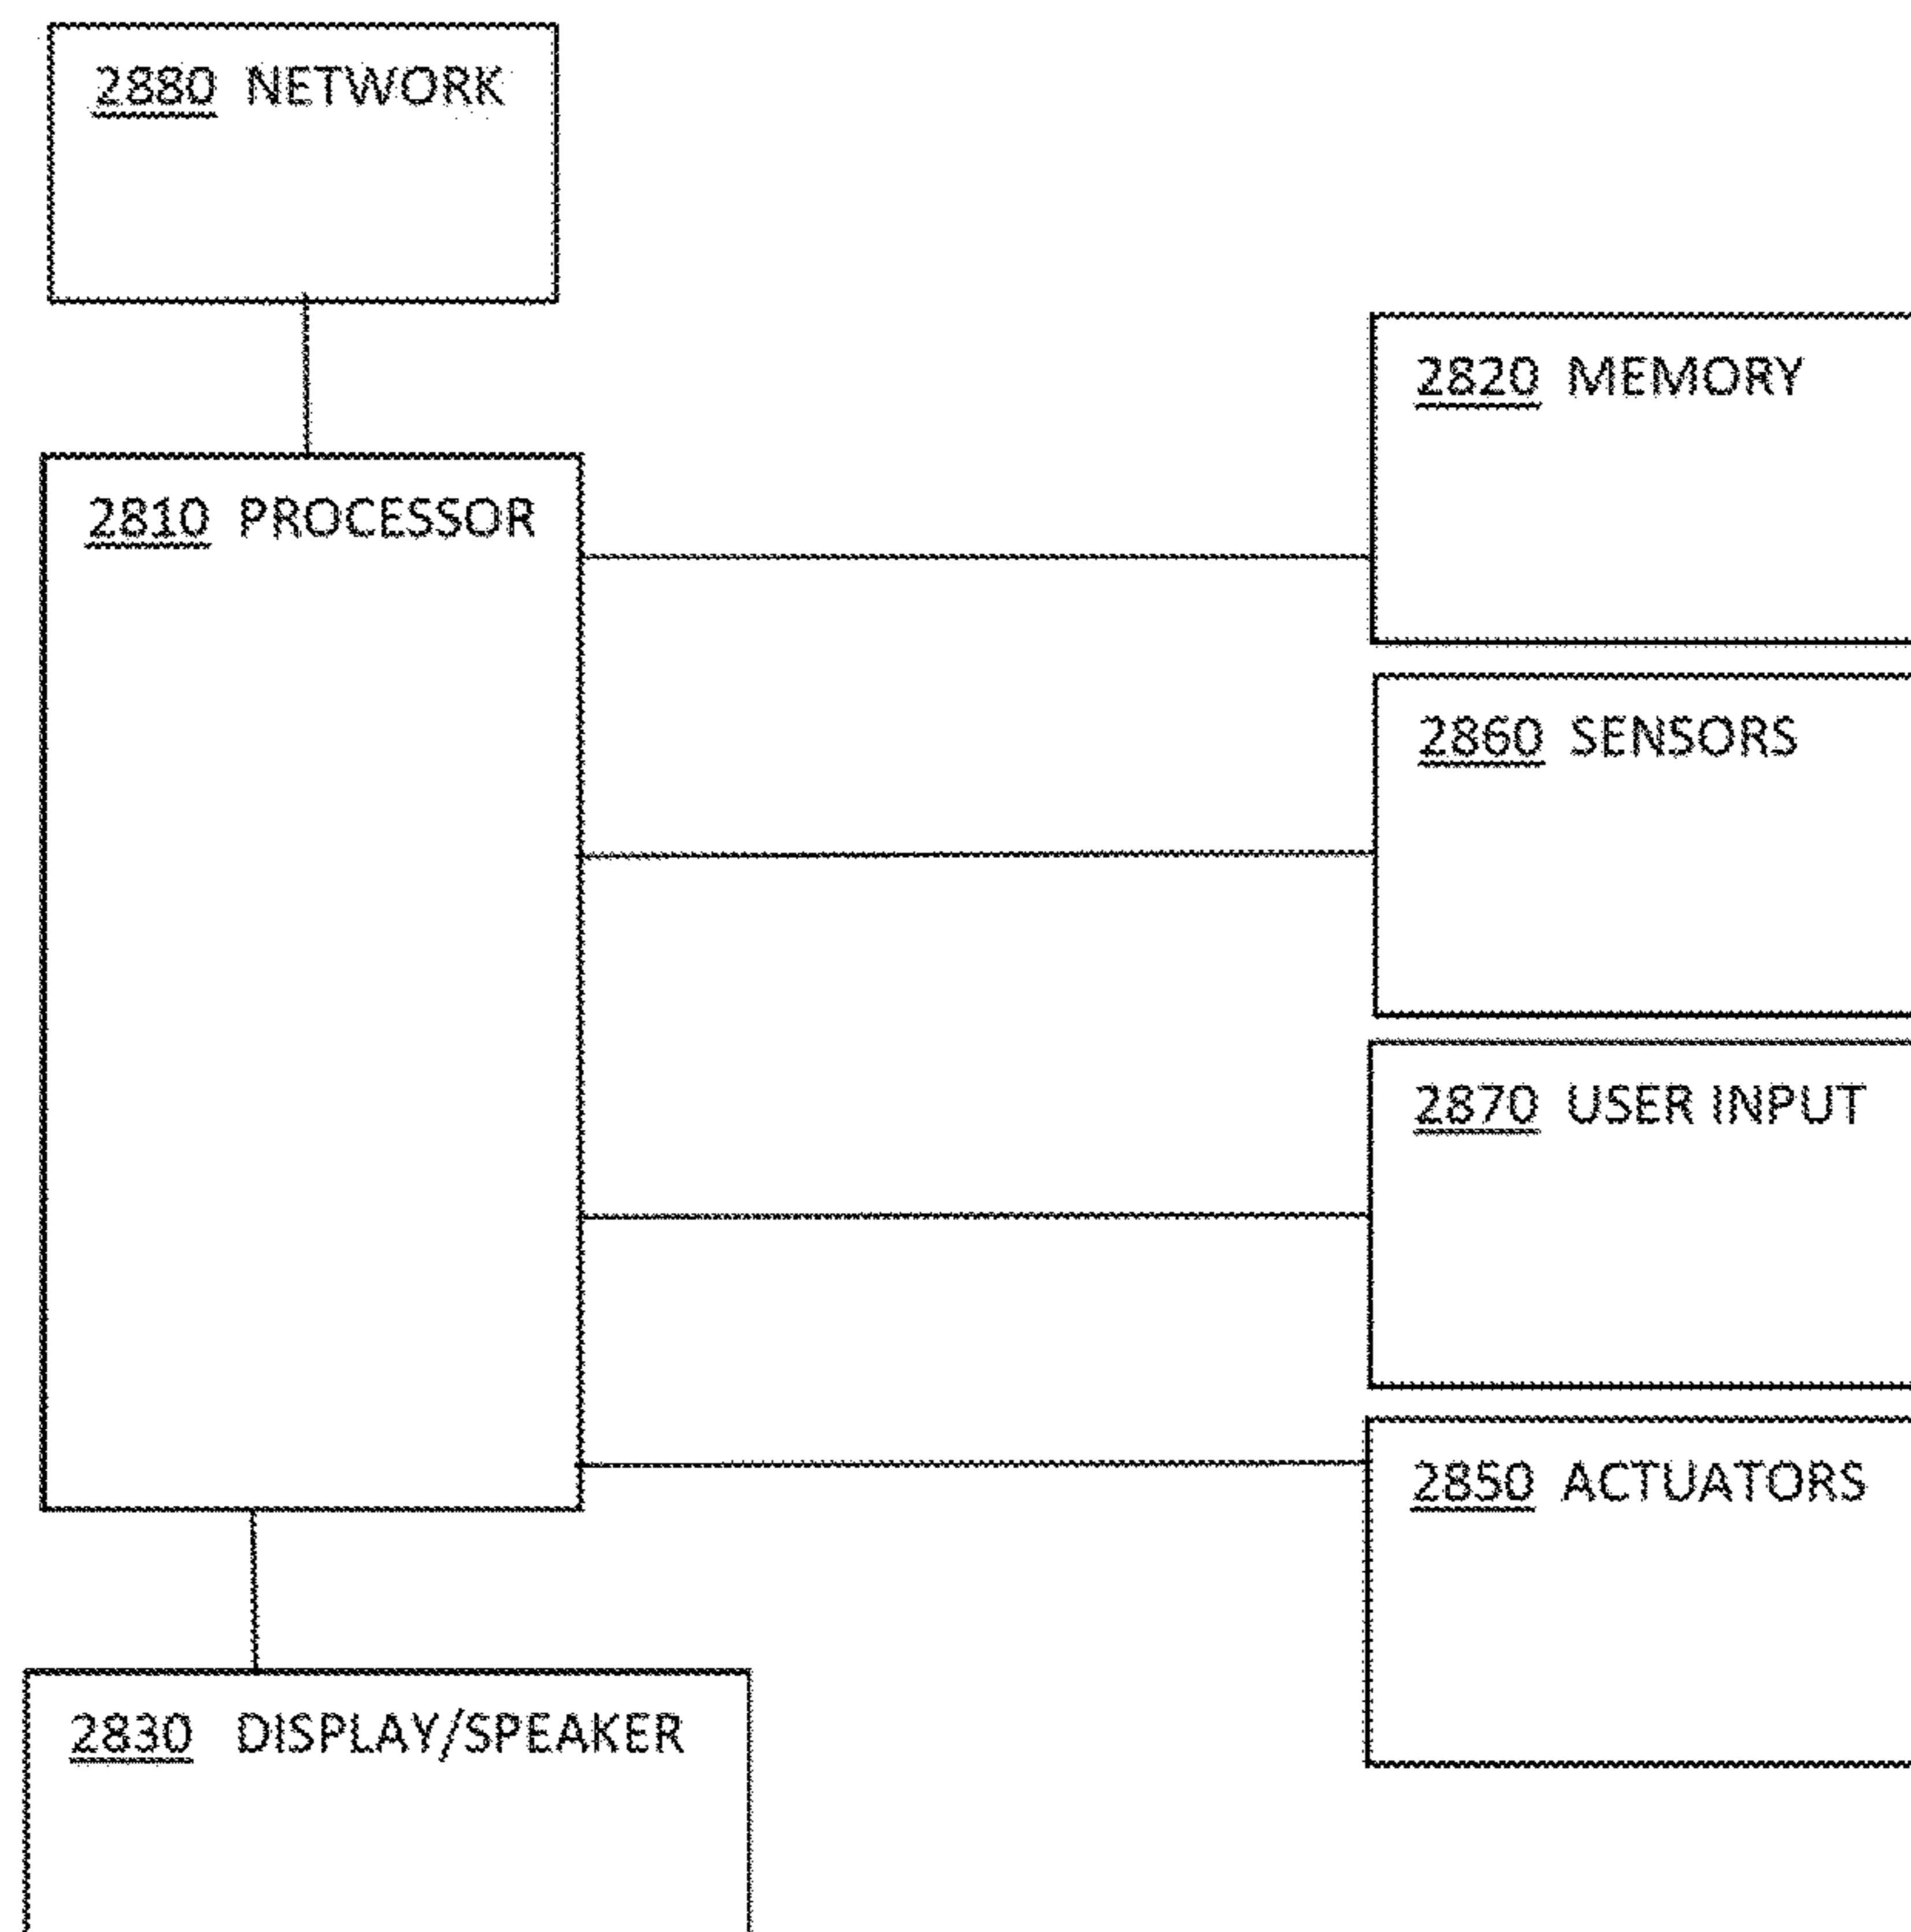 2880 NETWORK
2820 MEMORY
2810 PROCESSOR
2860 SENSORS
2870 USER INPUT
2850 ACTUATORS
2830 DISPLAY/SPEAKER